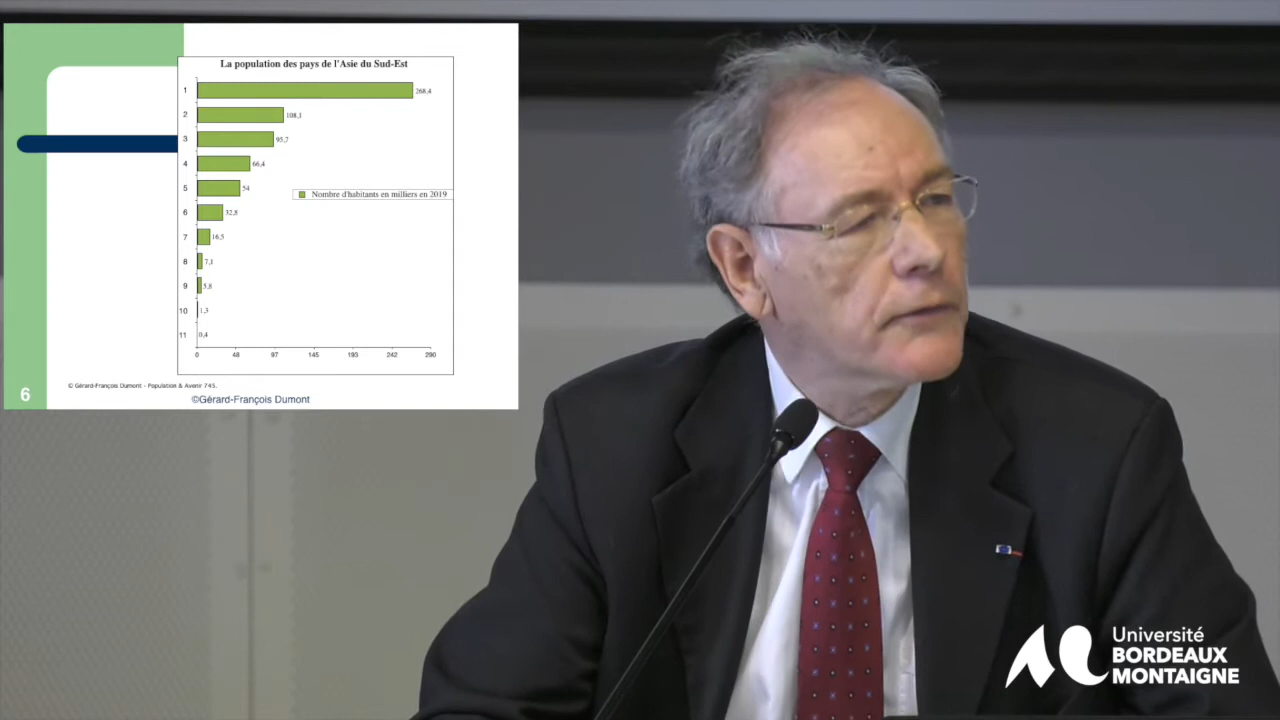 La population des pays de l'Asie du Sud-Est
1 268,4
2 108,1
3 95,7
4 66,4
5 54
Nombre d'habitants en milliers en 2019
6 32,8
7 16,5
8 7,1
9 5,8
10 1,3
11 0,4
0 48 97 145 193 242 290
6
© Gérard-François Dumont - Population & Avenir 745.
©Gérard-François Dumont
Université
BORDEAUX
MONTAIGNE